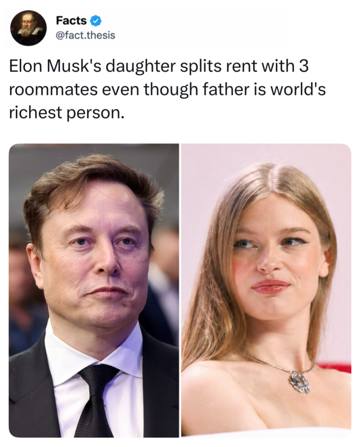 Facts
@fact.thesis
Elon Musk's daughter splits rent with 3
roommates even though father is world's
richest person.